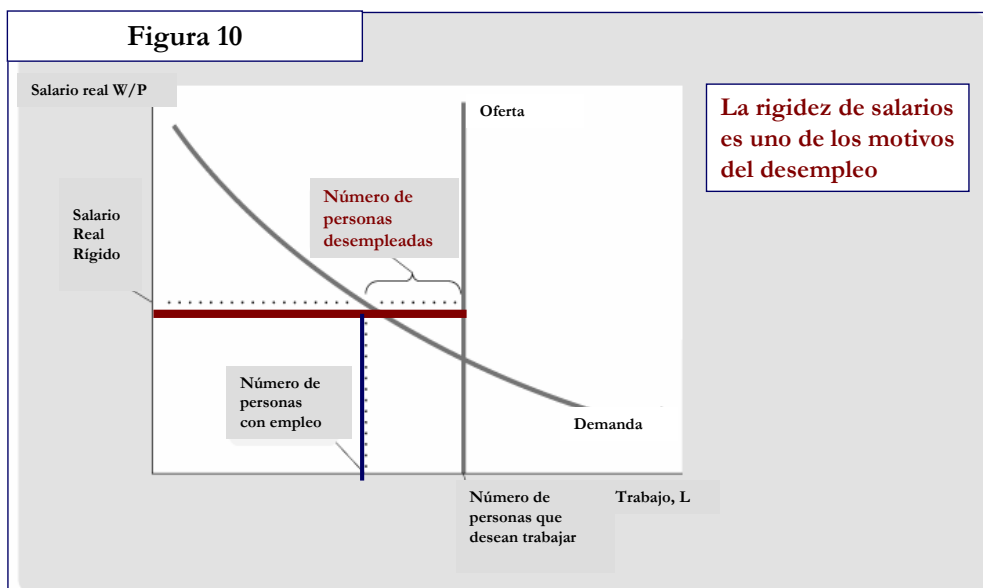 Figura 10
Salario real W/P
Oferta
La rigidez de salarios
es uno de los motivos
del desempleo
Número de
personas
desempleadas
Salario
Real
Rígido
Número de
personas
con empleo
Demanda
Número de
personas que
desean trabajar
Trabajo, L